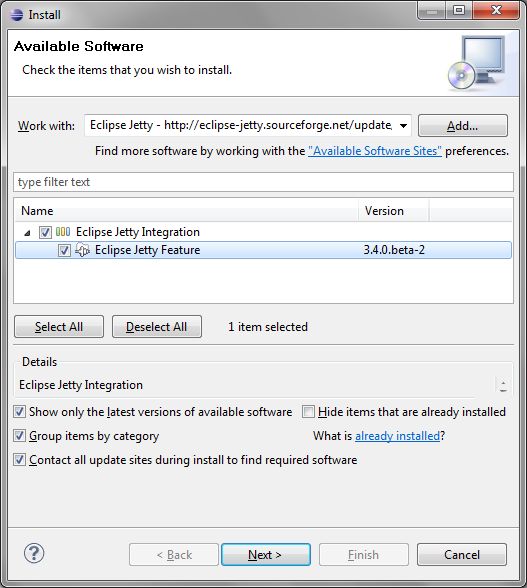 Install
Available Software
Check the items that you wish to install.
Work with: Eclipse Jetty - http://eclipse-jetty.sourceforge.net/update, Add...
Find more software by working with the "Available Software Sites" preferences.
type filter text
Name Version
Eclipse Jetty Integration
Eclipse Jetty Feature 3.4.0.beta-2
Select All Deselect All 1 item selected
Details
Eclipse Jetty Integration
Show only the latest versions of available software Hide items that are already installed
Group items by category What is already installed?
Contact all update sites during install to find required software
? < Back Next > Finish Cancel